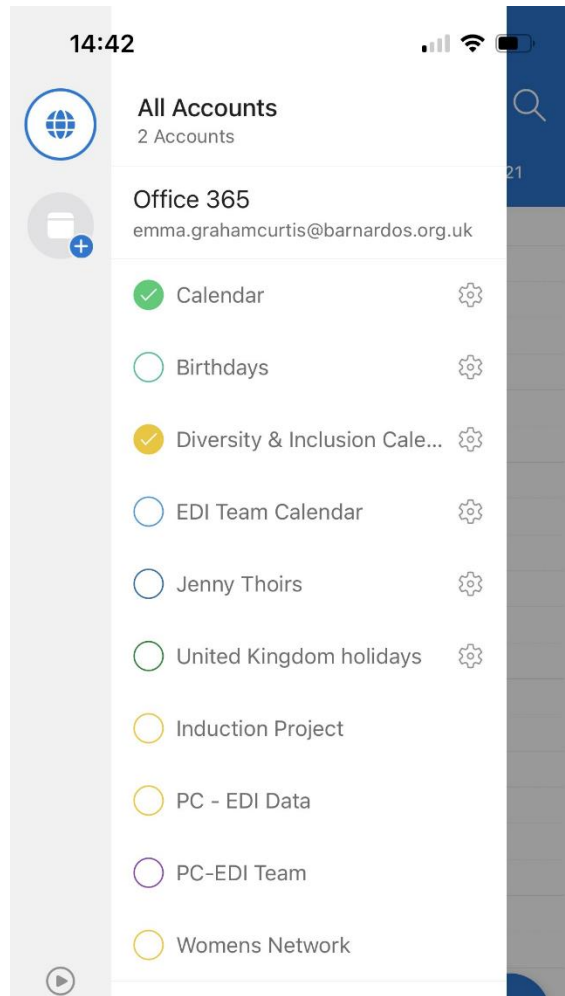 14:42
All Accounts
2 Accounts
21
Office 365
emma.grahamcurtis@barnardos.org.uk
Calendar
Birthdays
Diversity & Inclusion Cale...
EDI Team Calendar
Jenny Thoirs
United Kingdom holidays
Induction Project
PC - EDI Data
PC-EDI Team
Womens Network